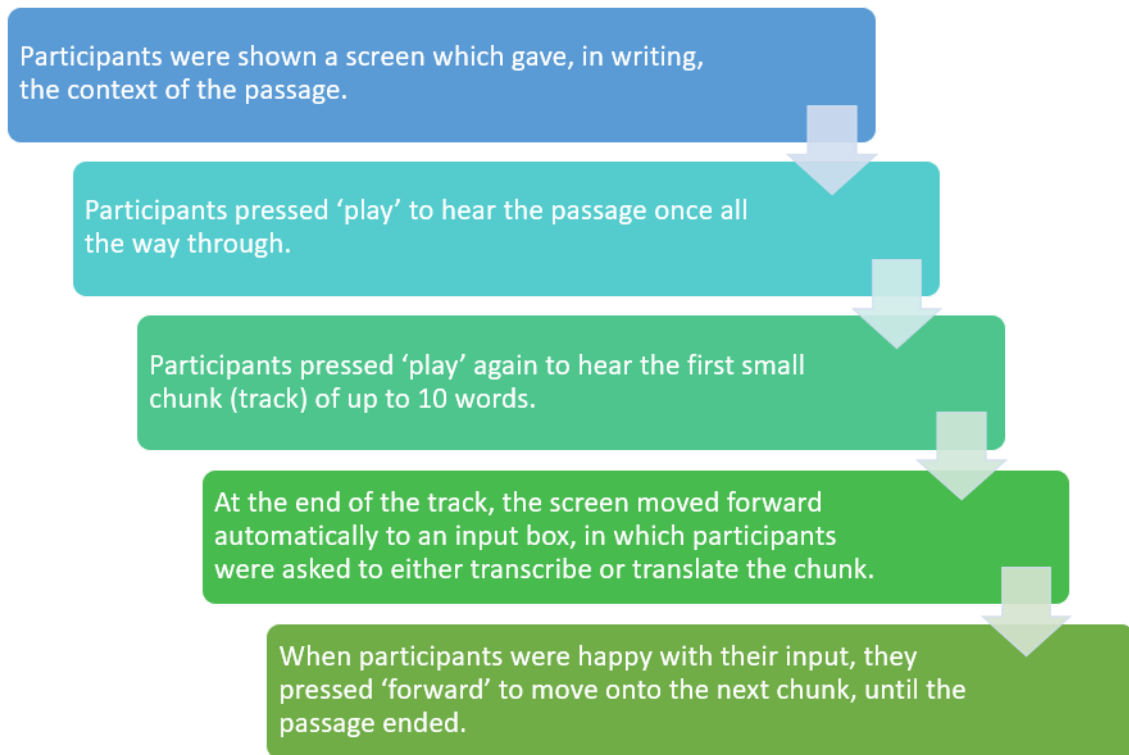 Participants were shown a screen which gave, in writing,
the context of the passage.
Participants pressed ‘play’ to hear the passage once all
the way through.
Participants pressed ‘play’ again to hear the first small
chunk (track) of up to 10 words.
At the end of the track, the screen moved forward
automatically to an input box, in which participants
were asked to either transcribe or translate the chunk.
When participants were happy with their input, they
pressed ‘forward’ to move onto the next chunk, until the
passage ended.